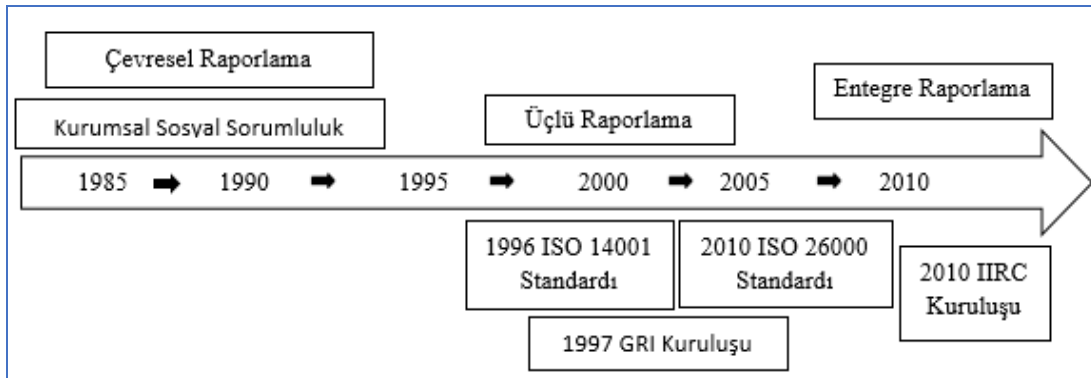 Çevresel Raporlama
Kurumsal Sosyal Sorumluluk
Üçlü Raporlama
Entegre Raporlama
1985 ➡ 1990 ➡ 1995 ➡ 2000 ➡ 2005 ➡ 2010
1996 ISO 14001
Standardı
2010 ISO 26000
Standardı
2010 IIRC
Kuruluşu
1997 GRI Kuruluşu